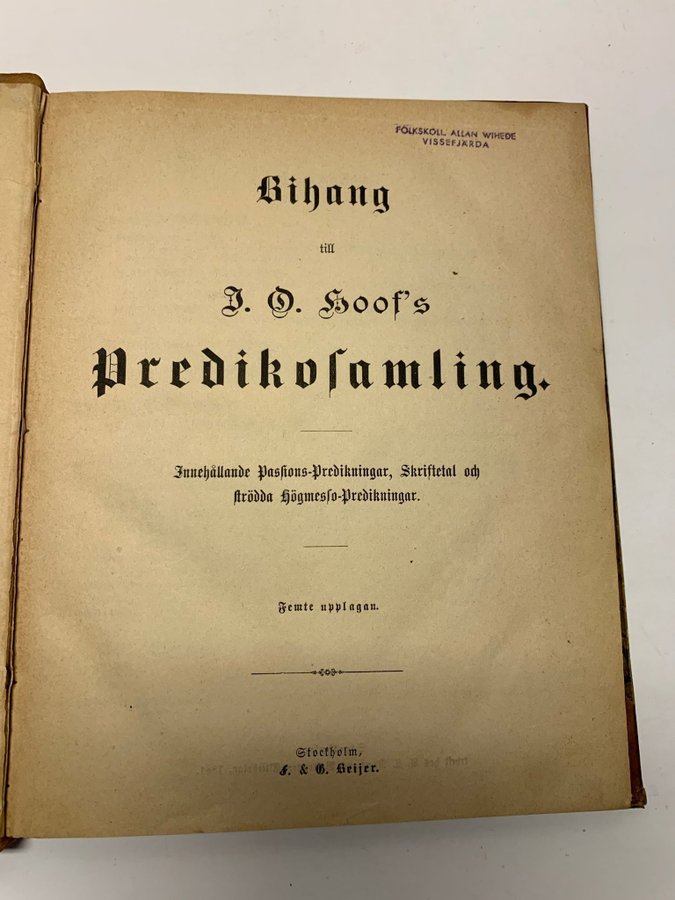 FOLKSKOLL. ALLAN WIHEDE
VISSEFJÄRDA
Bihang
till
J. O. Hoof's
Predikosamling.
Innehållande Passions-Predikningar, Skriftetal och
strödda Högmesso-Predikningar.
Femte upplagan.
Stockholm,
F. & G. Beijer.